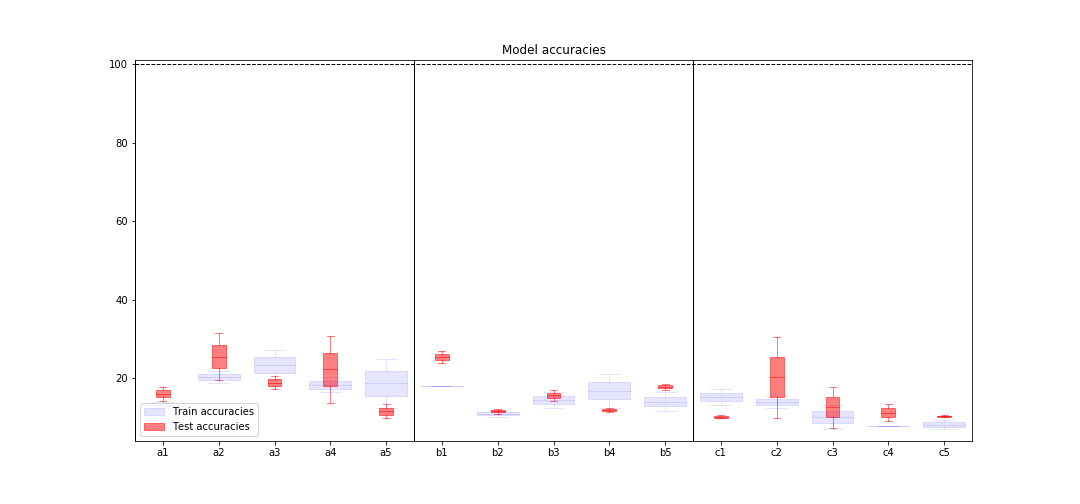 Model accuracies
100
80
60
40
20
Train accuracies
Test accuracies
a1 a2 a3 a4 a5 b1 b2 b3 b4 b5 c1 c2 c3 c4 c5